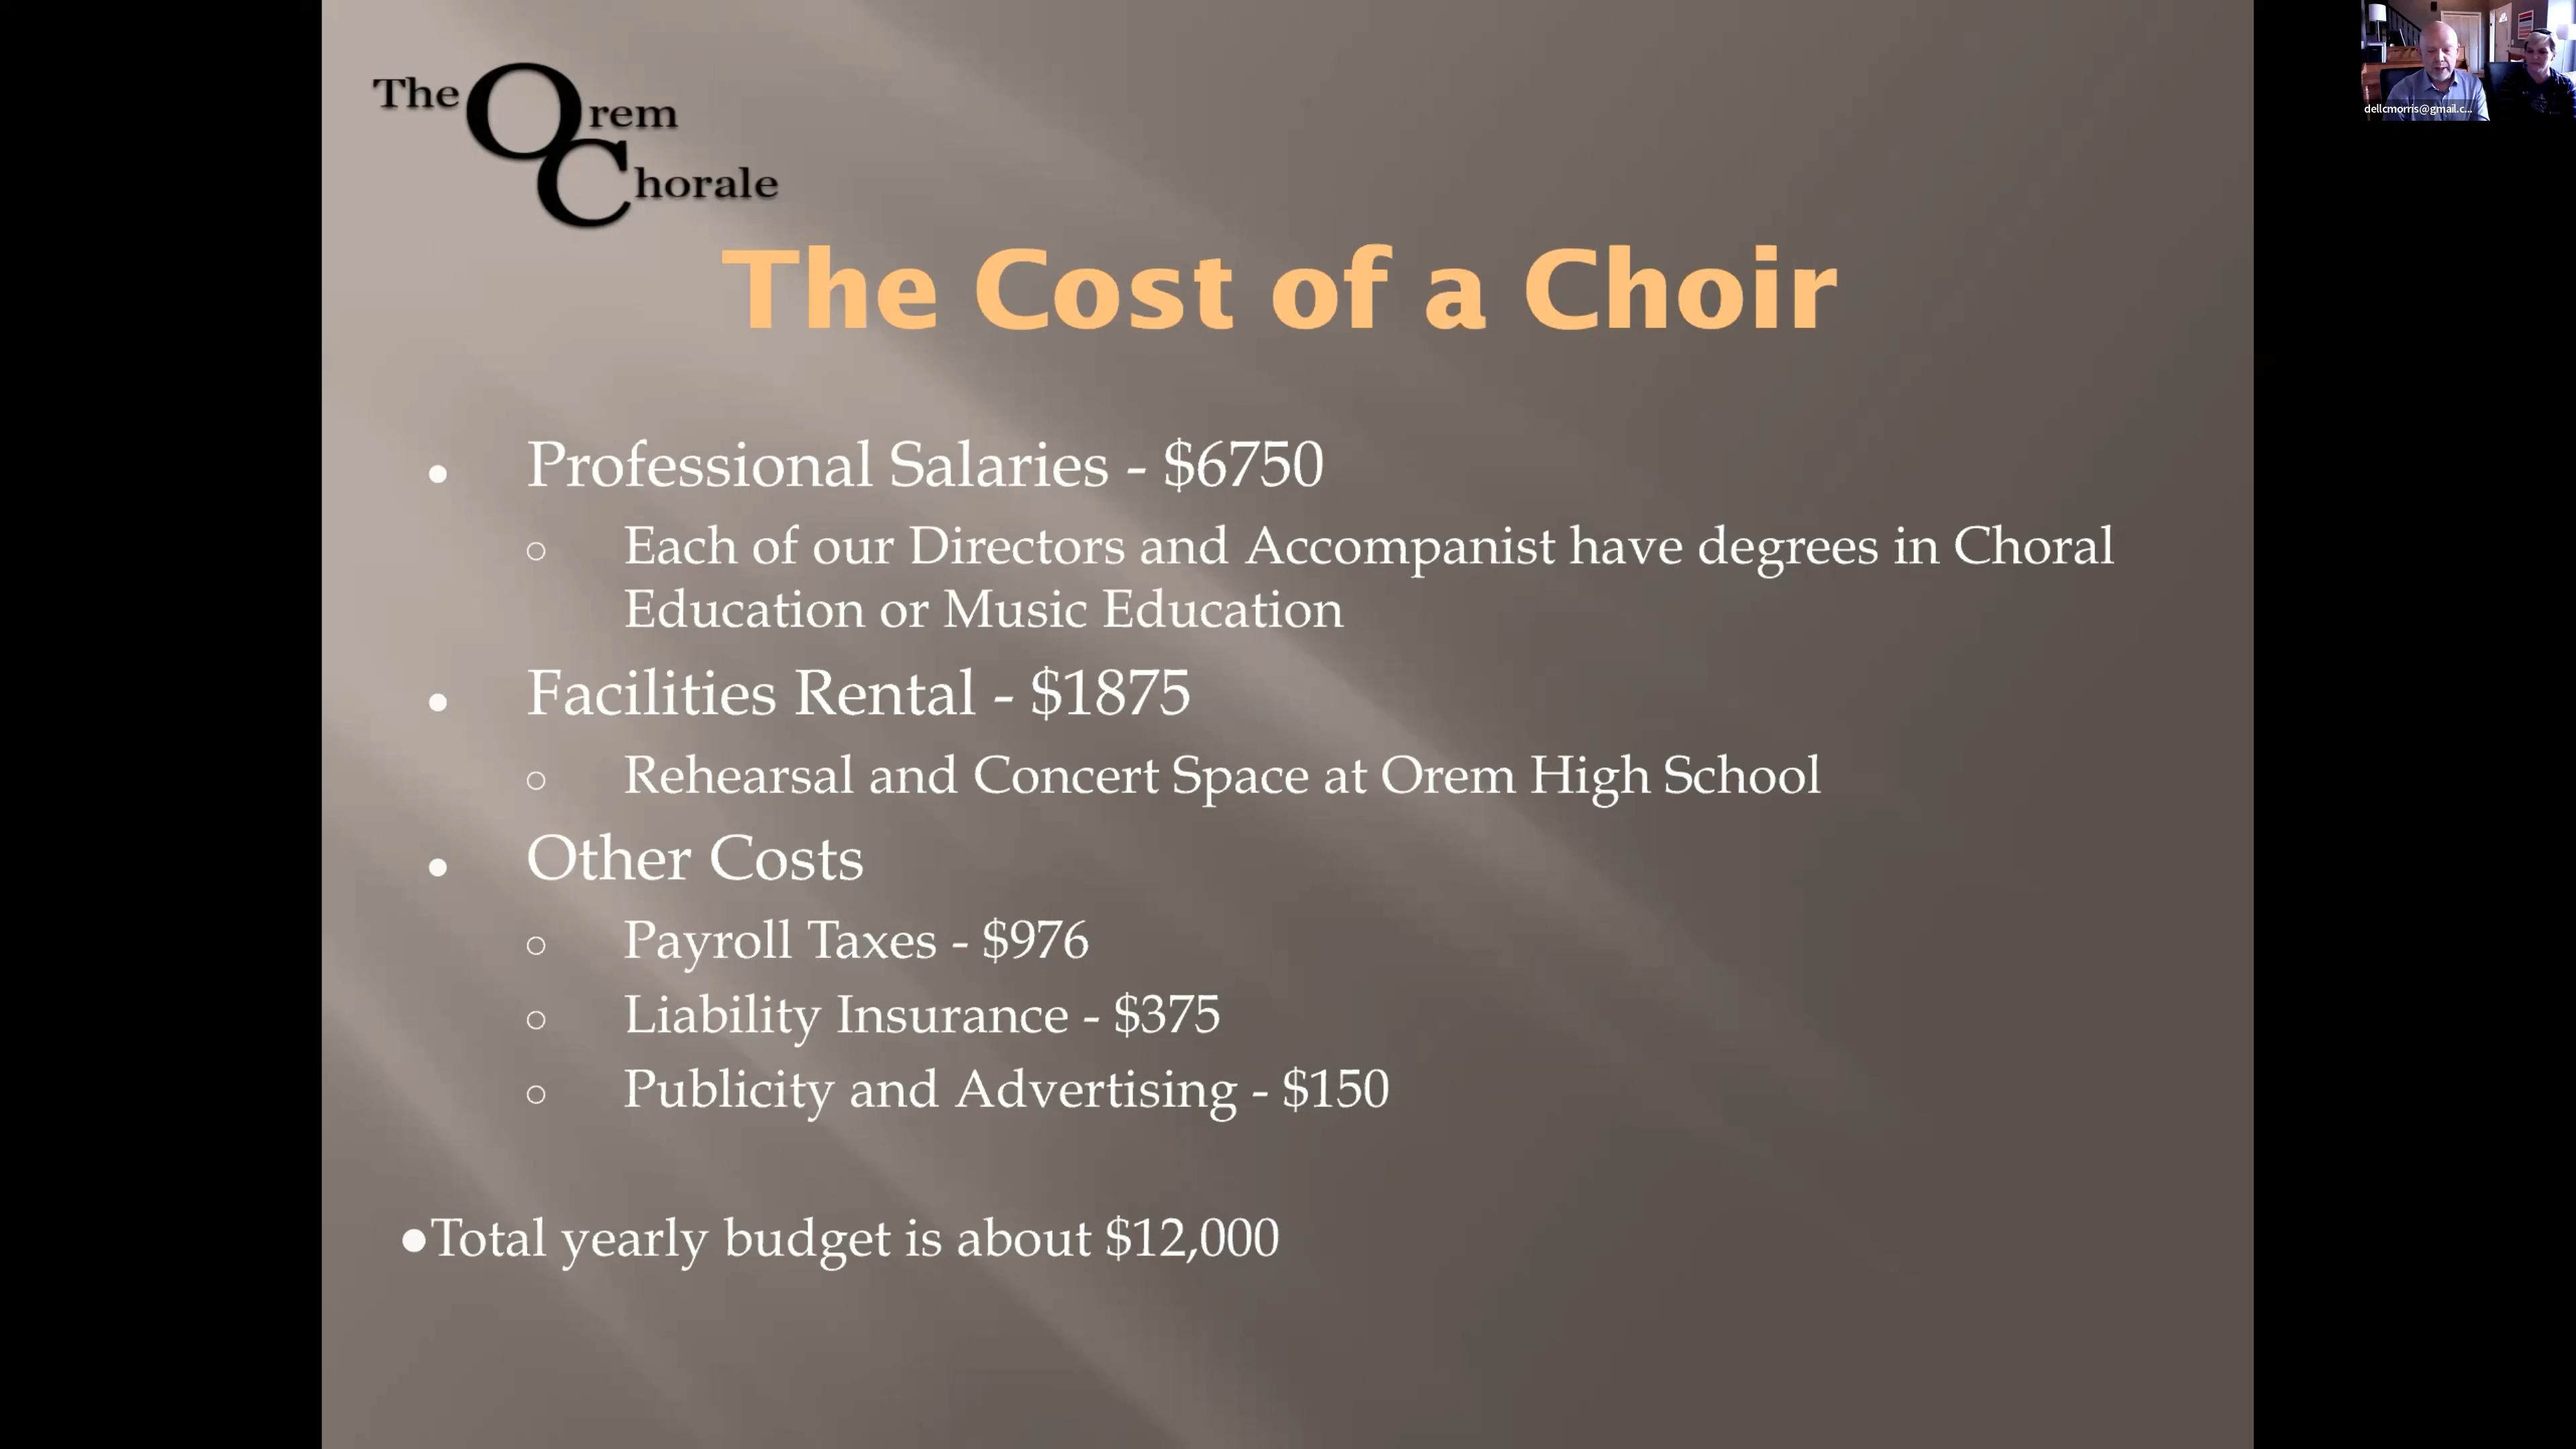 The Orem
Chorale
The Cost of a Choir
● Professional Salaries - $6750
○ Each of our Directors and Accompanist have degrees in Choral
Education or Music Education
● Facilities Rental - $1875
○ Rehearsal and Concert Space at Orem High School
● Other Costs
○ Payroll Taxes - $976
○ Liability Insurance - $375
○ Publicity and Advertising - $150
●Total yearly budget is about $12,000
dellcmorris@gmail.c...